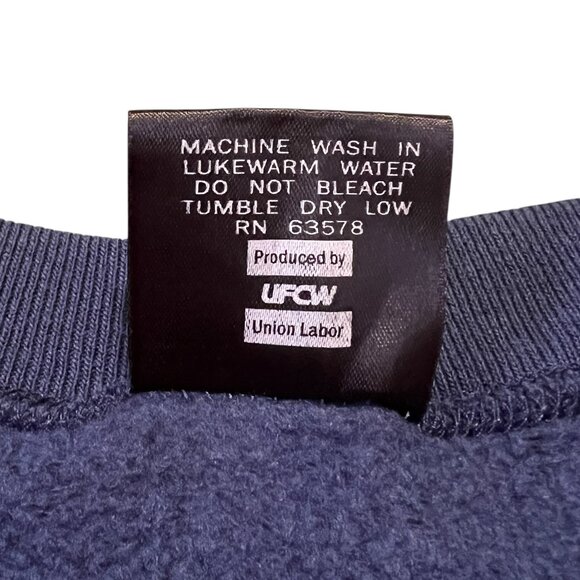 MACHINE WASH IN
LUKEWARM WATER
DO NOT BLEACH
TUMBLE DRY LOW
RN 63578
Produced by
UFCW
Union Labor